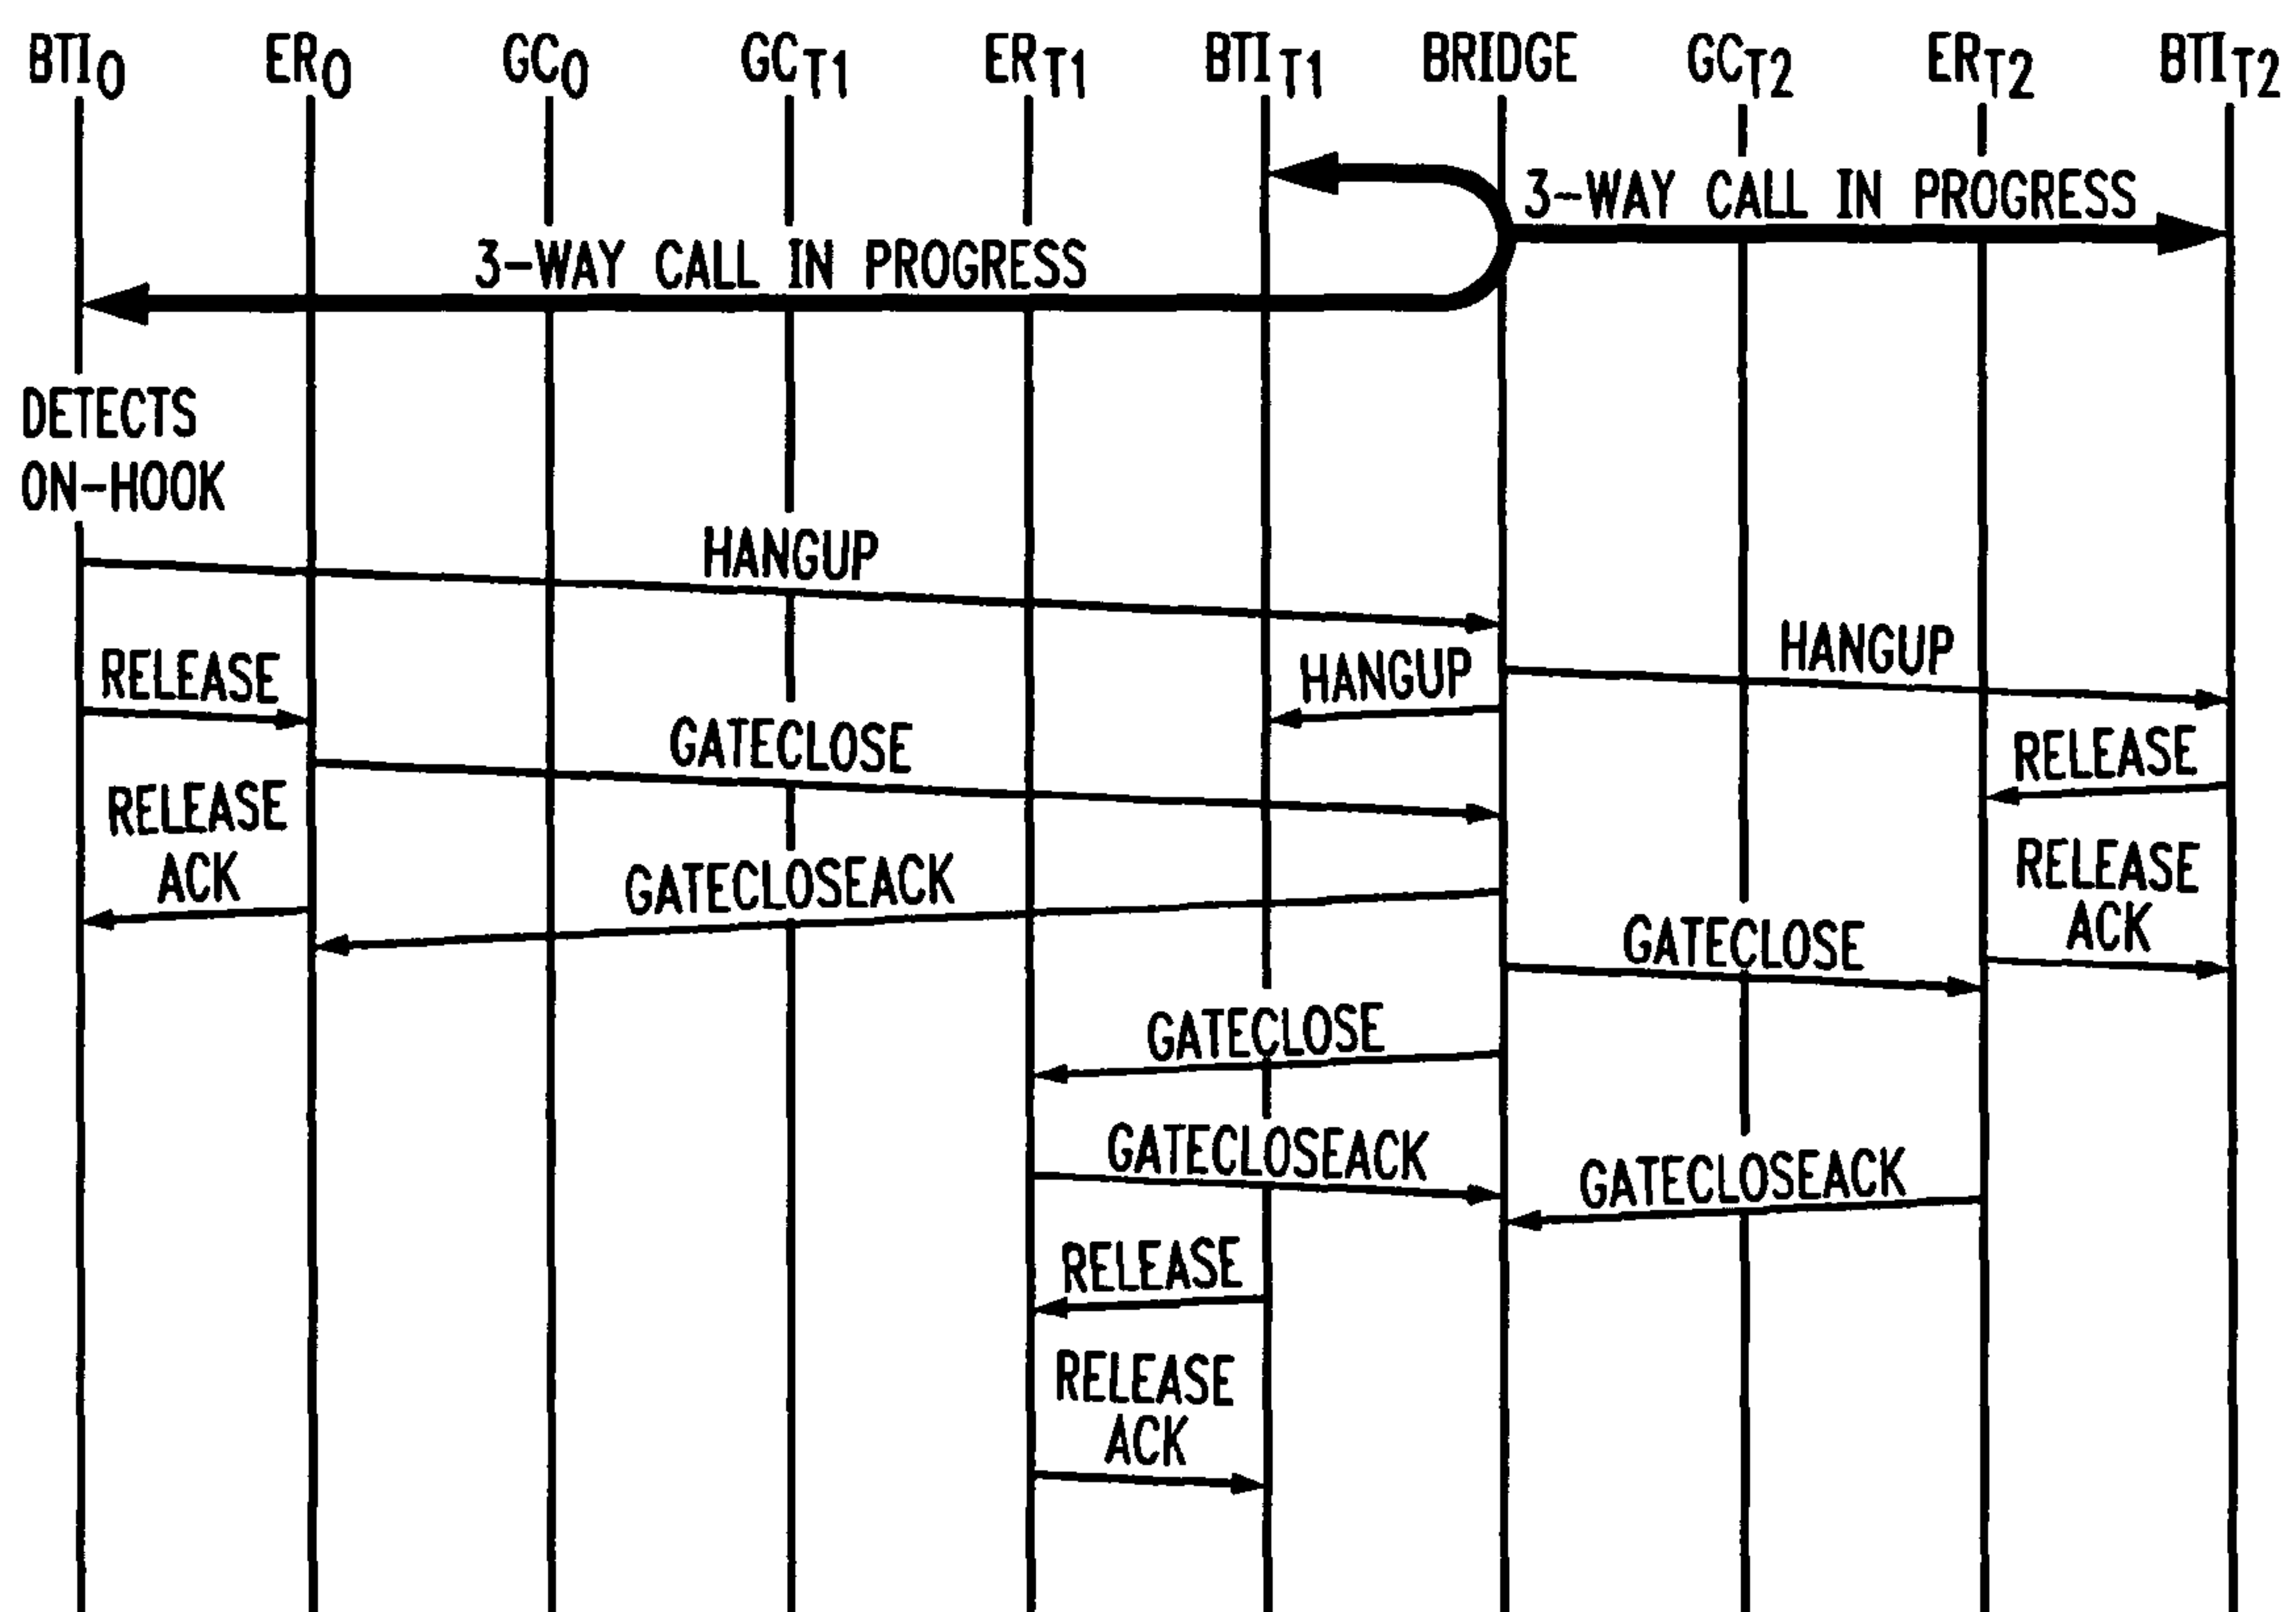 BTIO ERO GCO GCT1 ERT1 BTIT1 BRIDGE GCT2 ERT2 BTIT2
3-WAY CALL IN PROGRESS
3-WAY CALL IN PROGRESS
DETECTS
ON-HOOK
HANGUP
HANGUP
HANGUP
RELEASE
GATECLOSE
RELEASE
RELEASE
ACK
GATECLOSEACK
RELEASE
ACK
GATECLOSE
GATECLOSE
GATECLOSEACK
GATECLOSEACK
RELEASE
RELEASE
ACK